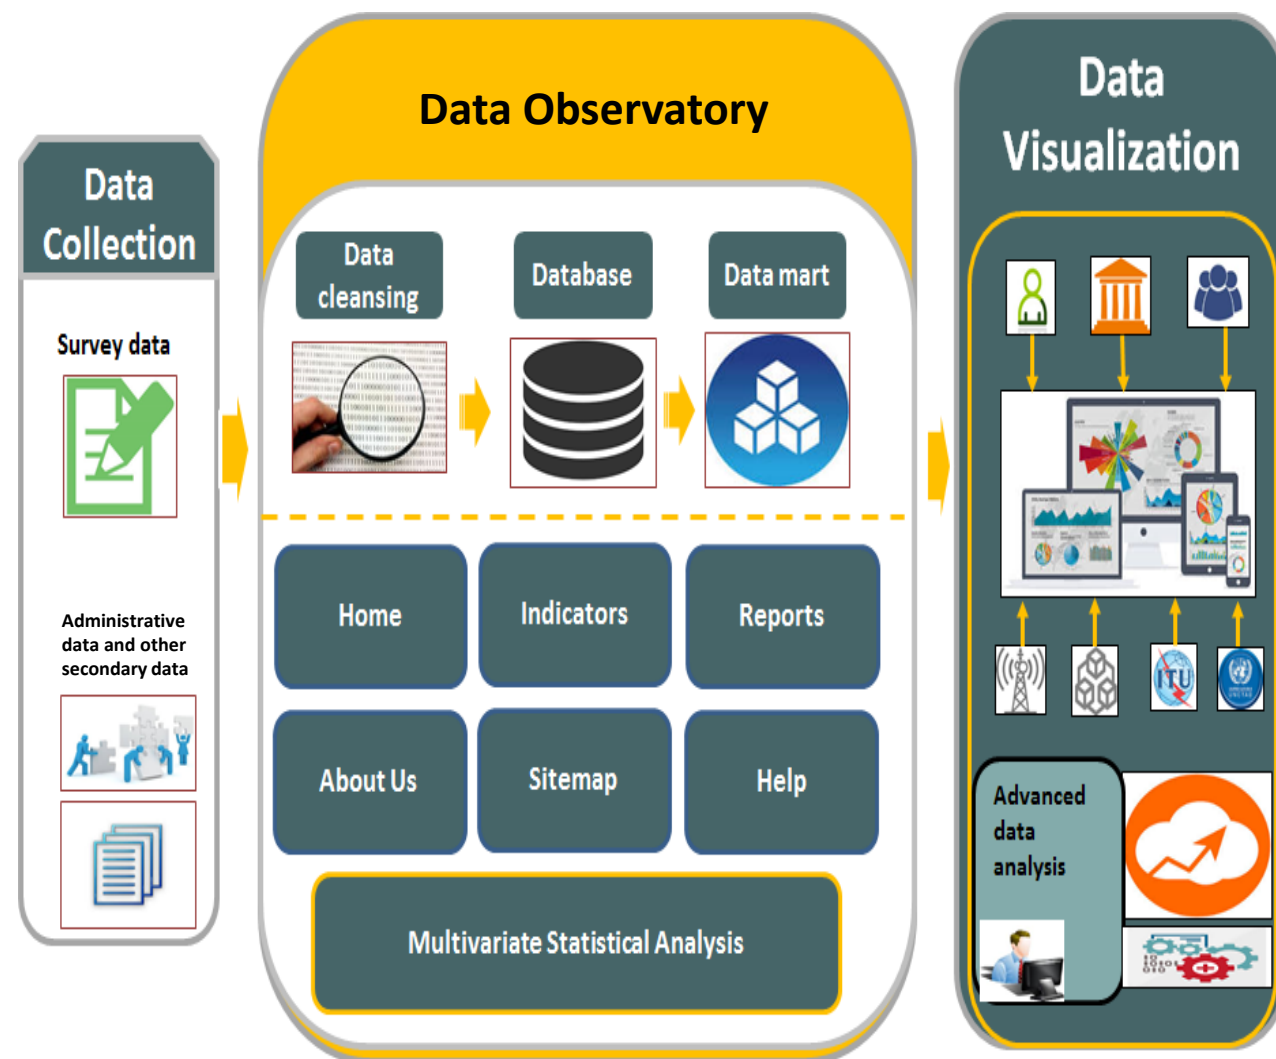 Data
Collection
Survey data
Administrative
data and other
secondary data
Data Observatory
Data
cleansing
Database
Data mart
Home
Indicators
Reports
About Us
Sitemap
Help
Multivariate Statistical Analysis
Data
Visualization
ITU
Advanced
data
analysis